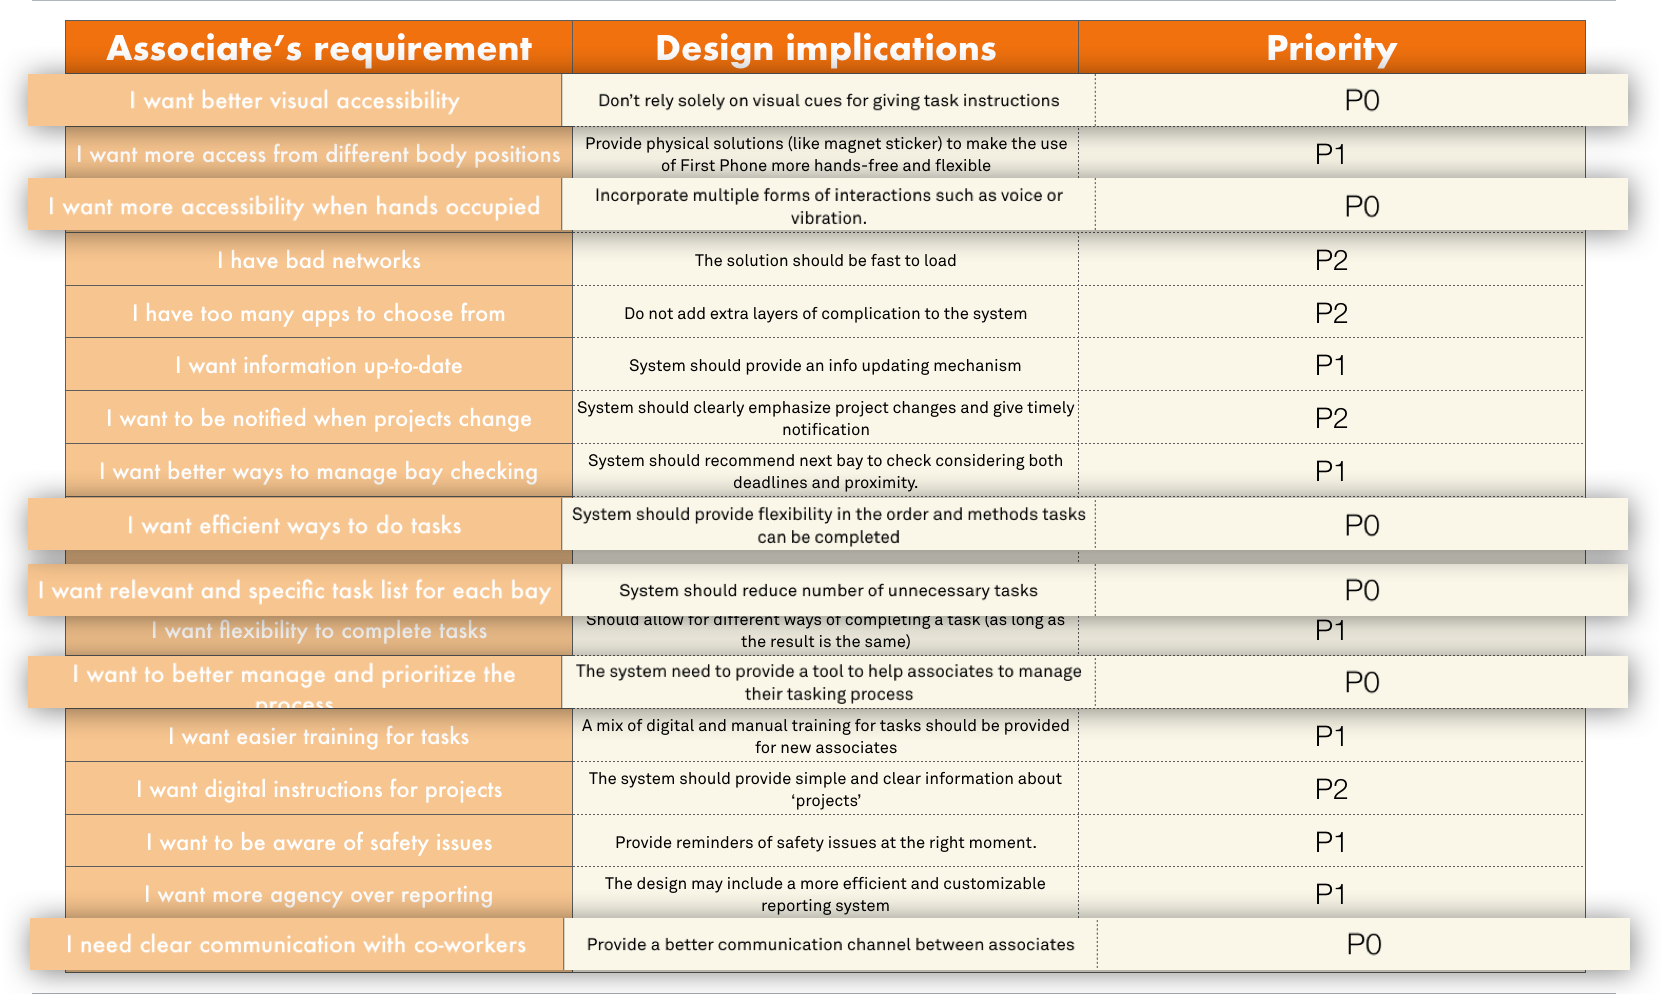 Associate’s requirement Design implications Priority
I want better visual accessibility Don’t rely solely on visual cues for giving task instructions P0
I want more access from different body positions Provide physical solutions (like magnet sticker) to make the use
of First Phone more hands-free and flexible P1
I want more accessibility when hands occupied Incorporate multiple forms of interactions such as voice or
vibration. P0
I have bad networks The solution should be fast to load P2
I have too many apps to choose from Do not add extra layers of complication to the system P2
I want information up-to-date System should provide an info updating mechanism P1
I want to be notified when projects change System should clearly emphasize project changes and give timely
notification P2
I want better ways to manage bay checking System should recommend next bay to check considering both
deadlines and proximity. P1
I want efficient ways to do tasks System should provide flexibility in the order and methods tasks
can be completed P0
I want relevant and specific task list for each bay System should reduce number of unnecessary tasks P0
I want flexibility to complete tasks Should allow for different ways of completing a task (as long as
the result is the same) P1
I want to better manage and prioritize the
process The system need to provide a tool to help associates to manage
their tasking process P0
I want easier training for tasks A mix of digital and manual training for tasks should be provided
for new associates P1
I want digital instructions for projects The system should provide simple and clear information about
‘projects’ P2
I want to be aware of safety issues Provide reminders of safety issues at the right moment. P1
I want more agency over reporting The design may include a more efficient and customizable
reporting system P1
I need clear communication with co-workers Provide a better communication channel between associates P0